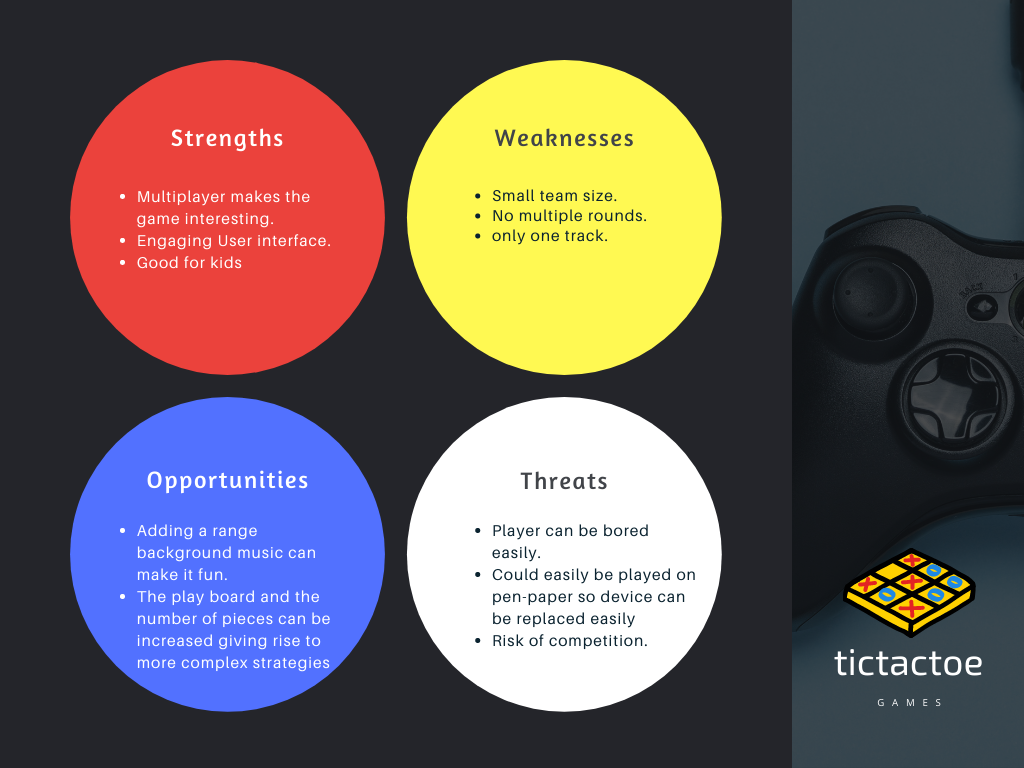 Strengths
Multiplayer makes the
game interesting.
Engaging User interface.
Good for kids
Weaknesses
Small team size.
No multiple rounds.
only one track.
Opportunities
Adding a range
background music can
make it fun.
The play board and the
number of pieces can be
increased giving rise to
more complex strategies
Threats
Player can be bored
easily.
Could easily be played on
pen-paper so device can
be replaced easily
Risk of competition.
tictactoe
GAMES